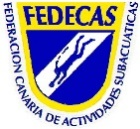 FEDECAS
FEDERACION CANARIA DE ACTIVIDADES SUBACUATICAS